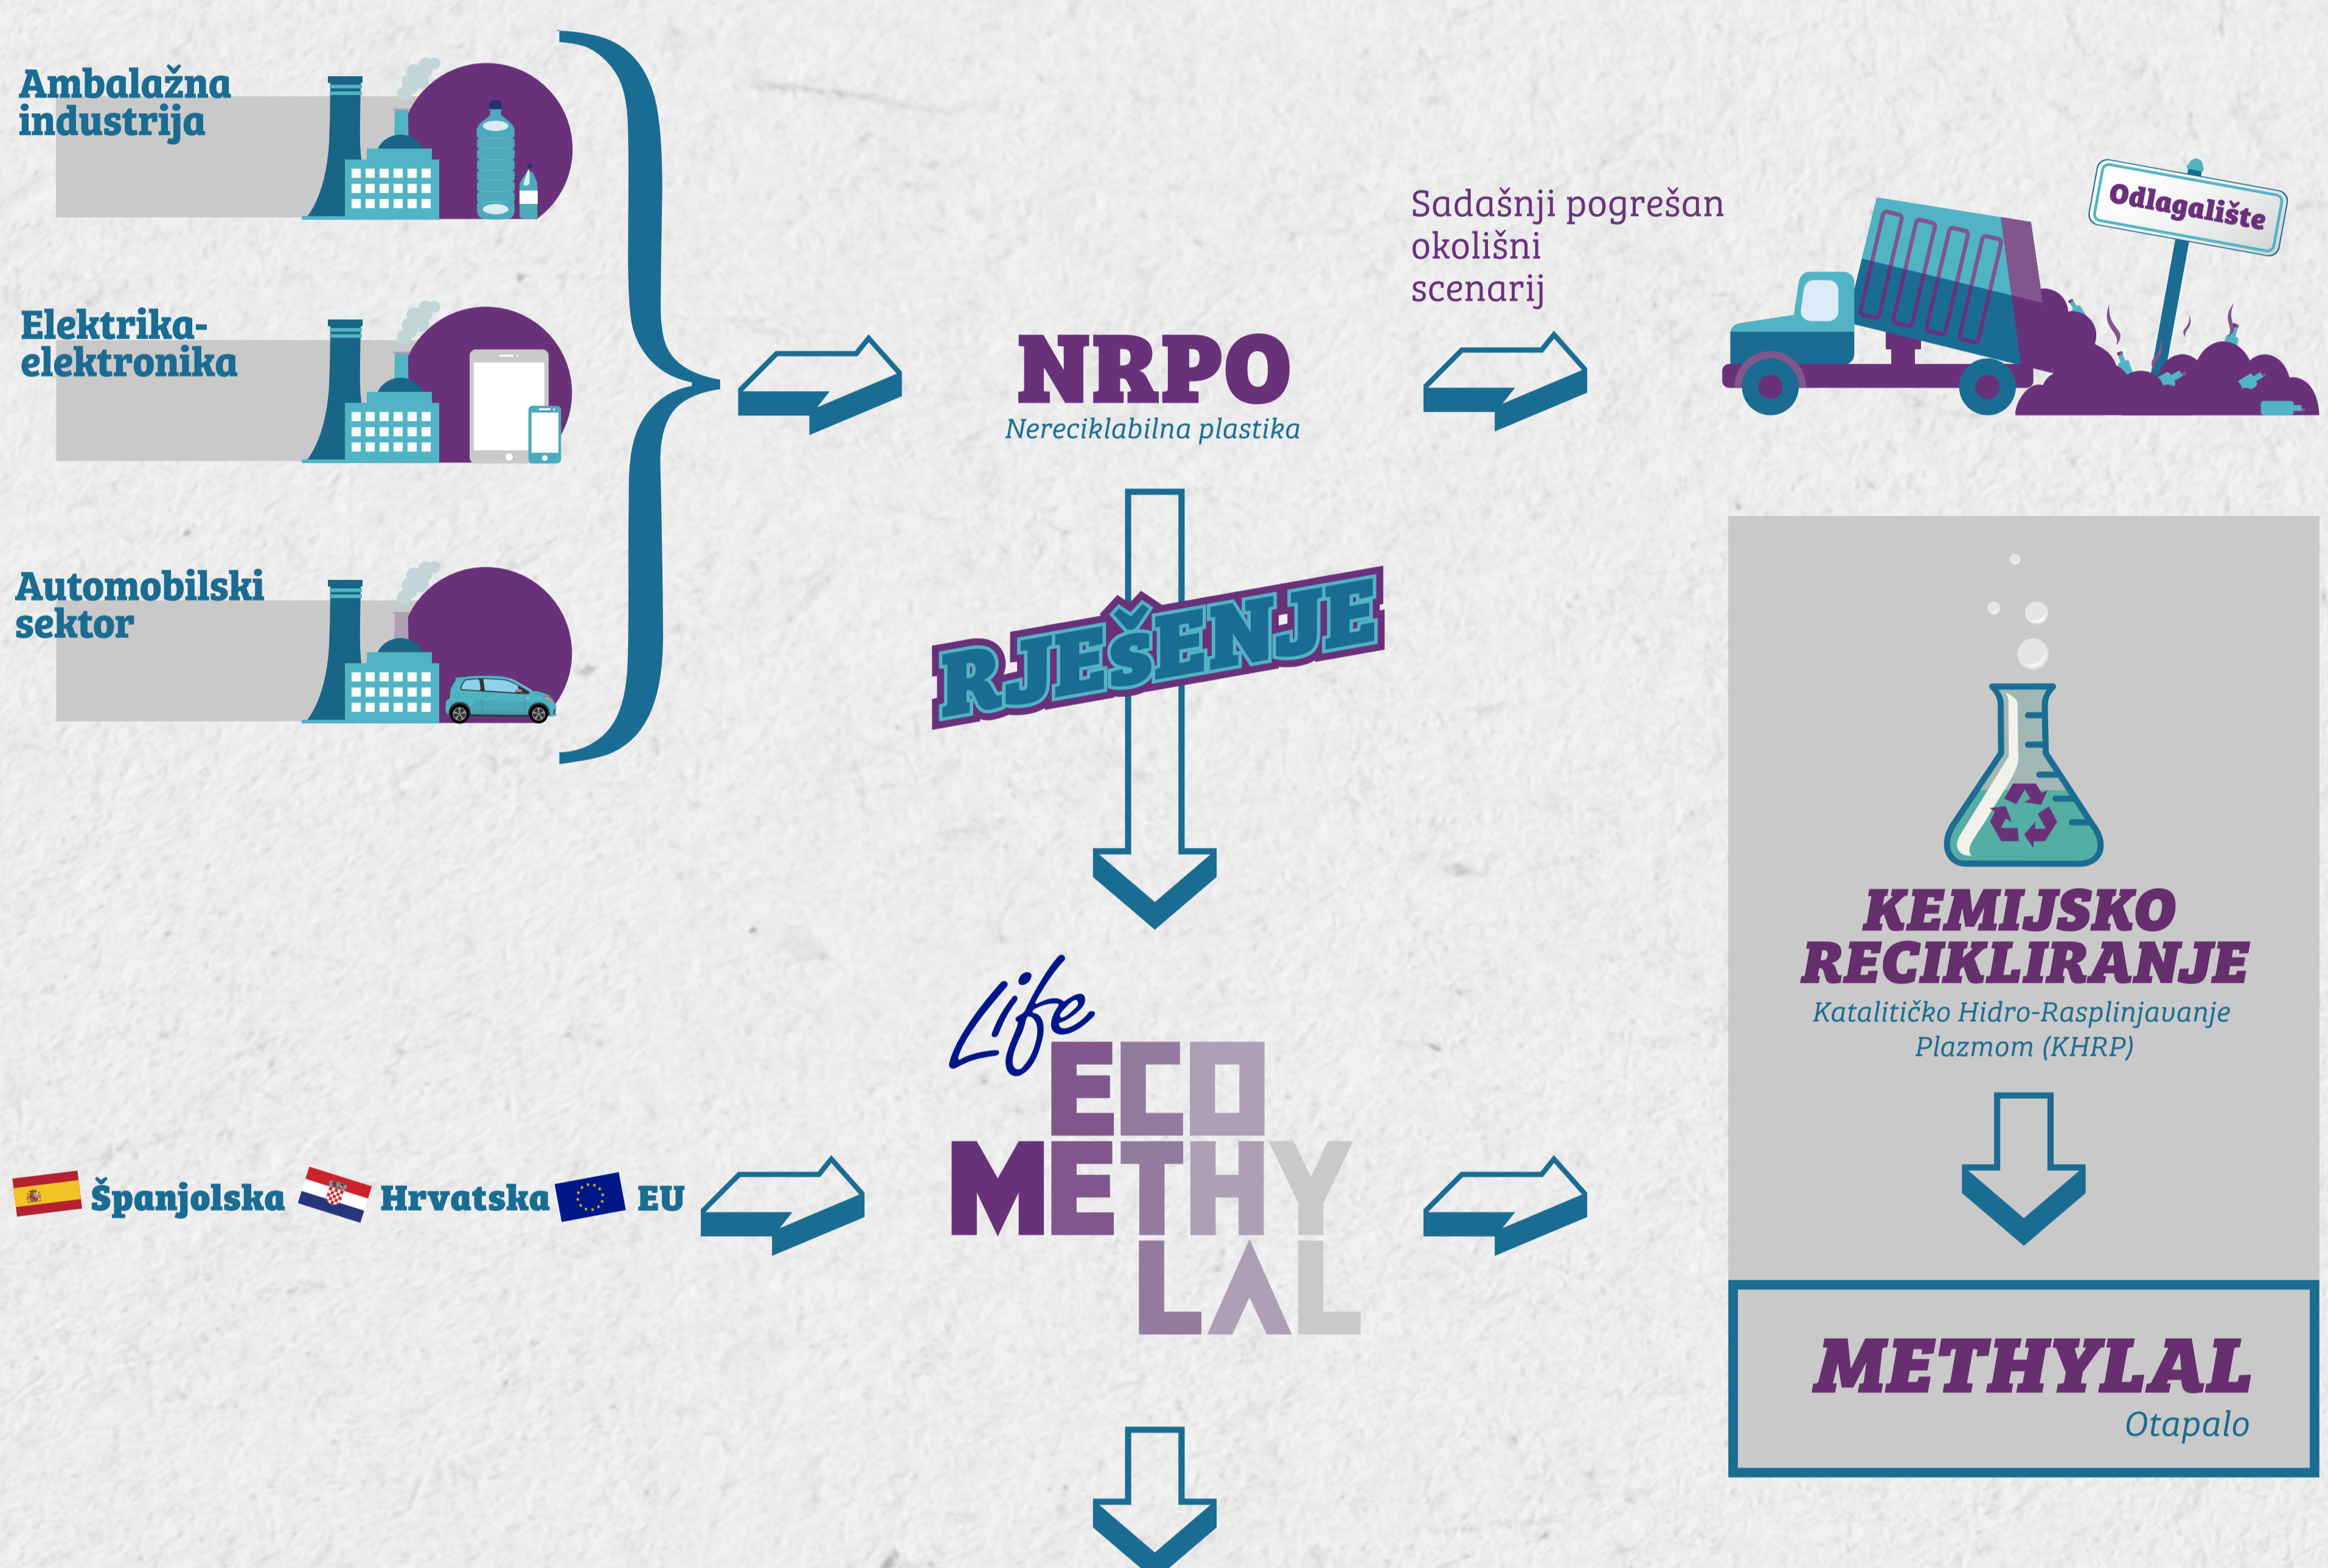 Ambalažna
industrija
Elektrika-
elektronika
Automobilski
sektor
NRPO
Nereciklabilna plastika
Sadašnji pogrešan
okolišni
scenarij
Odlagalište
RJEŠENJE
Life
ECO
METHY
LAL
Španjolska
Hrvatska
EU
KEMIJSKO
RECIKLIRANJE
Katalitičko Hidro-Rasplinjavanje
Plazmom (KHRP)
METHYLAL
Otapalo